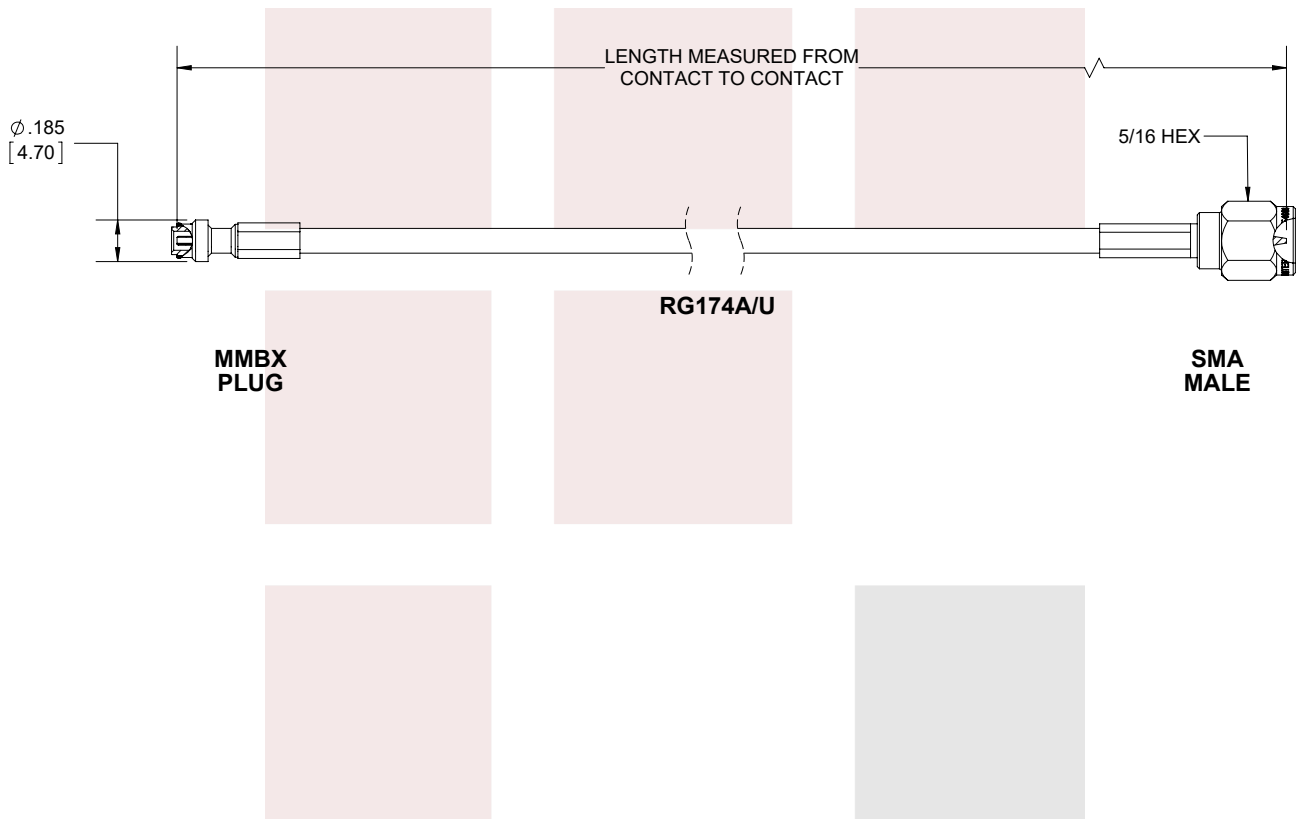 LENGTH MEASURED FROM
CONTACT TO CONTACT
⌀.185
[4.70]
5/16 HEX
RG174A/U
MMBX
PLUG
SMA
MALE